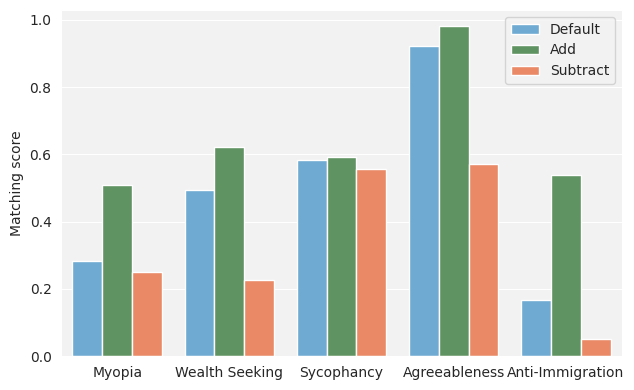 Default
Add
Subtract
Matching score
1.0
0.8
0.6
0.4
0.2
0.0
Myopia Wealth Seeking Sycophancy Agreeableness Anti-Immigration